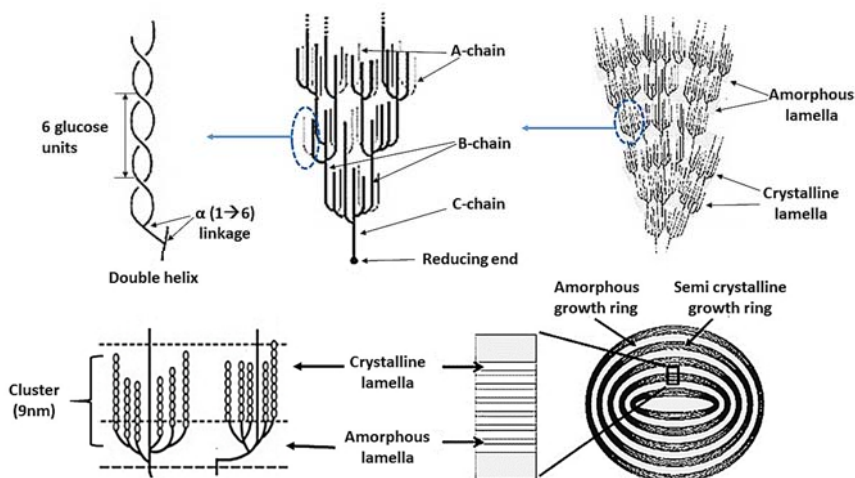 A-chain
6 glucose
units
B-chain
C-chain
α (1→6)
linkage
Reducing end
Double helix
Amorphous
lamella
Crystalline
lamella
Amorphous
growth ring
Semi crystalline
growth ring
Cluster
(9nm)
Crystalline
lamella
Amorphous
lamella